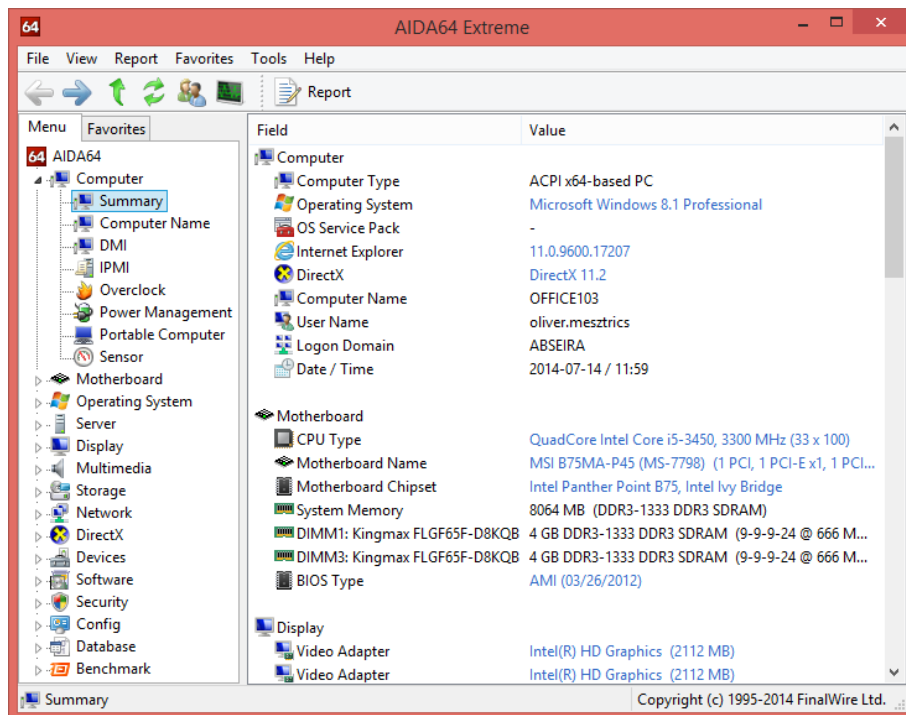 64 AIDA64 Extreme
File View Report Favorites Tools Help
Report
Menu Favorites
64 AIDA64
Computer
Summary
Computer Name
DMI
IPMI
Overclock
Power Management
Portable Computer
Sensor
Motherboard
Operating System
Server
Display
Multimedia
Storage
Network
DirectX
Devices
Software
Security
Config
Database
Benchmark
Field Value
Computer
Computer Type ACPI x64-based PC
Operating System Microsoft Windows 8.1 Professional
OS Service Pack -
Internet Explorer 11.0.9600.17207
DirectX DirectX 11.2
Computer Name OFFICE103
User Name oliver.mesztrics
Logon Domain ABSEIRA
Date / Time 2014-07-14 / 11:59
Motherboard
CPU Type QuadCore Intel Core i5-3450, 3300 MHz (33 x 100)
Motherboard Name MSI B75MA-P45 (MS-7798) (1 PCI, 1 PCI-E x1, 1 PCI...
Motherboard Chipset Intel Panther Point B75, Intel Ivy Bridge
System Memory 8064 MB (DDR3-1333 DDR3 SDRAM)
DIMM1: Kingmax FLGF65F-D8KQB 4 GB DDR3-1333 DDR3 SDRAM (9-9-9-24 @ 666 M...
DIMM3: Kingmax FLGF65F-D8KQB 4 GB DDR3-1333 DDR3 SDRAM (9-9-9-24 @ 666 M...
BIOS Type AMI (03/26/2012)
Display
Video Adapter Intel(R) HD Graphics (2112 MB)
Video Adapter Intel(R) HD Graphics (2112 MB)
Summary Copyright (c) 1995-2014 FinalWire Ltd.